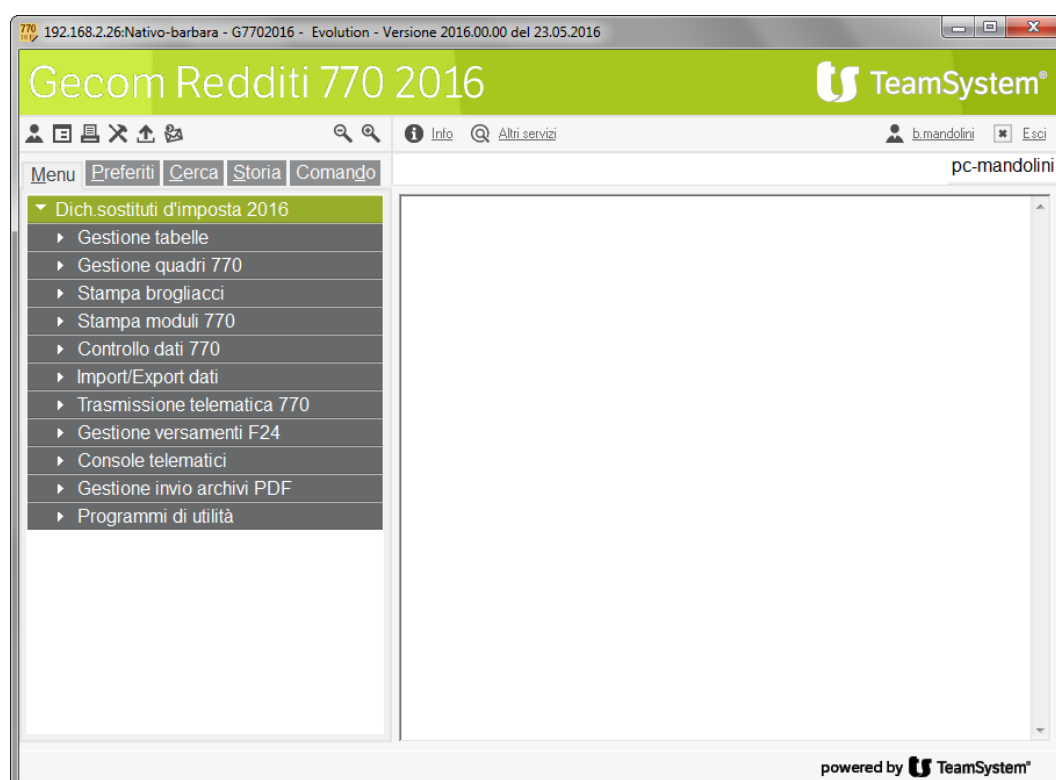 192.168.2.26:Nativo-barbara - G7702016 - Evolution - Versione 2016.00.00 del 23.05.2016
Gecom Redditi 770 2016
TeamSystem®
Info
Altri servizi
b.mandolini
Esci
Menu
Preferiti
Cerca
Storia
Comando
pc-mandolini
Dich.sostituti d'imposta 2016
Gestione tabelle
Gestione quadri 770
Stampa brogliacci
Stampa moduli 770
Controllo dati 770
Import/Export dati
Trasmissione telematica 770
Gestione versamenti F24
Console telematici
Gestione invio archivi PDF
Programmi di utilità
powered by TeamSystem®